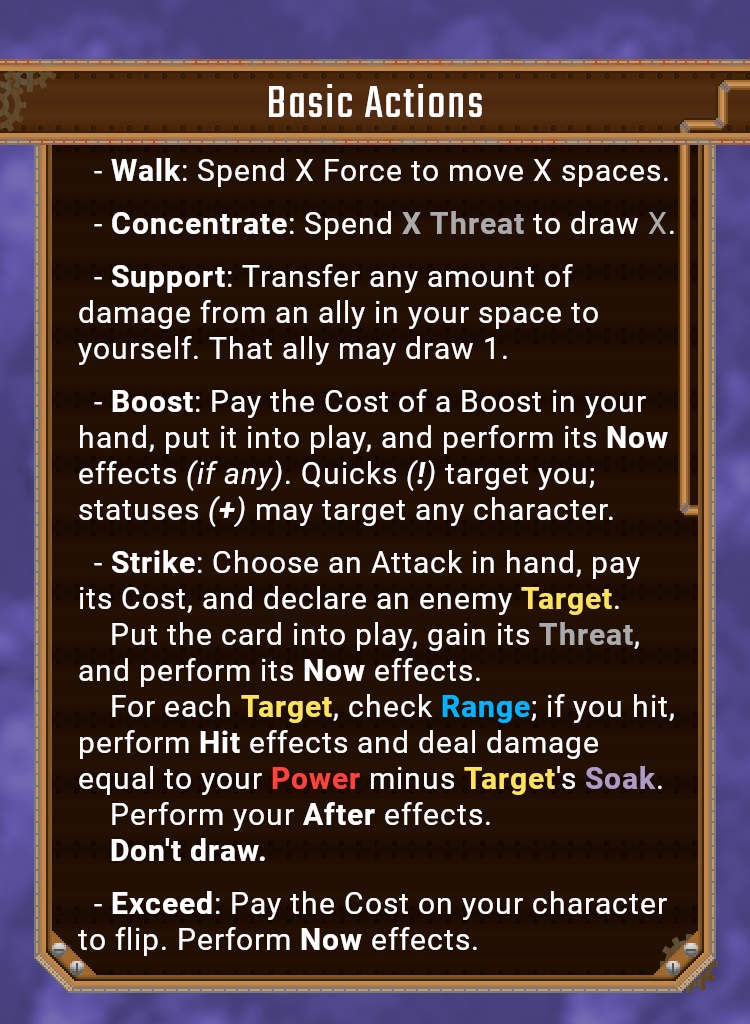 Basic Actions
- Walk: Spend X Force to move X spaces.
- Concentrate: Spend X Threat to draw X.
- Support: Transfer any amount of
damage from an ally in your space to
yourself. That ally may draw 1.
- Boost: Pay the Cost of a Boost in your
hand, put it into play, and perform its Now
effects (if any). Quicks (!) target you;
statuses (+) may target any character.
- Strike: Choose an Attack in hand, pay
its Cost, and declare an enemy Target.
Put the card into play, gain its Threat,
and perform its Now effects.
For each Target, check Range; if you hit,
perform Hit effects and deal damage
equal to your Power minus Target's Soak.
Perform your After effects.
Don't draw.
- Exceed: Pay the Cost on your character
to flip. Perform Now effects.